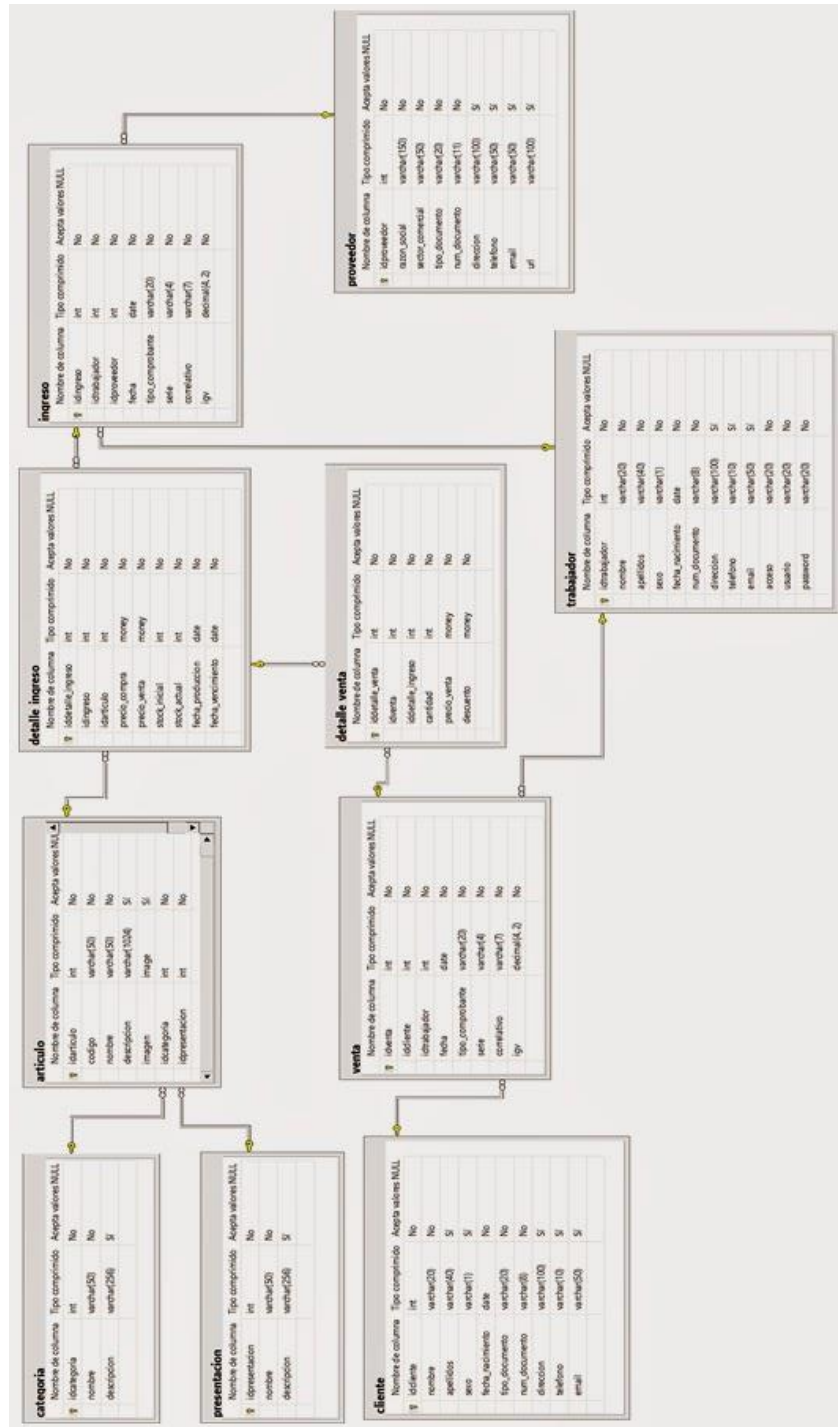 categoria
Nombre de columna Tipo comprimido Acepta valores NULL
idcategoria int No
nombre varchar(50) No
descripcion varchar(256) Sí
presentacion
Nombre de columna Tipo comprimido Acepta valores NULL
idpresentacion int No
nombre varchar(50) No
descripcion varchar(256) Sí
cliente
Nombre de columna Tipo comprimido Acepta valores NULL
idcliente int No
nombre varchar(20) No
apellidos varchar(40) Sí
sexo varchar(1) Sí
fecha_nacimiento date No
tipo_documento varchar(20) No
num_documento varchar(8) No
direccion varchar(100) Sí
telefono varchar(10) Sí
email varchar(50) Sí
articulo
Nombre de columna Tipo comprimido Acepta valores NUL
idarticulo int No
codigo varchar(50) No
nombre varchar(50) No
descripcion varchar(1024) Sí
imagen image Sí
idcategoria int No
idpresentacion int No
venta
Nombre de columna Tipo comprimido Acepta valores NULL
idventa int No
idcliente int No
idtrabajador int No
fecha date No
tipo_comprobante varchar(20) No
serie varchar(4) No
correlativo varchar(7) No
igv decimal(4, 2) No
detalle_ingreso
Nombre de columna Tipo comprimido Acepta valores NULL
iddetalle_ingreso int No
idingreso int No
idarticulo int No
precio_compra money No
precio_venta money No
stock_inicial int No
stock_actual int No
fecha_produccion date No
fecha_vencimiento date No
detalle_venta
Nombre de columna Tipo comprimido Acepta valores NULL
iddetalle_venta int No
idventa int No
iddetalle_ingreso int No
cantidad int No
precio_venta money No
descuento money No
ingreso
Nombre de columna Tipo comprimido Acepta valores NULL
idingreso int No
idtrabajador int No
idproveedor int No
fecha date No
tipo_comprobante varchar(20) No
serie varchar(4) No
correlativo varchar(7) No
igv decimal(4, 2) No
trabajador
Nombre de columna Tipo comprimido Acepta valores NULL
idtrabajador int No
nombre varchar(20) No
apellidos varchar(40) No
sexo varchar(1) No
fecha_nacimiento date No
num_documento varchar(8) No
direccion varchar(100) Sí
telefono varchar(10) Sí
email varchar(50) Sí
acceso varchar(20) No
usuario varchar(20) No
password varchar(20) No
proveedor
Nombre de columna Tipo comprimido Acepta valores NULL
idproveedor int No
razon_social varchar(150) No
sector_comercial varchar(50) No
tipo_documento varchar(20) No
num_documento varchar(11) No
direccion varchar(100) Sí
telefono varchar(50) Sí
email varchar(50) Sí
url varchar(100) Sí